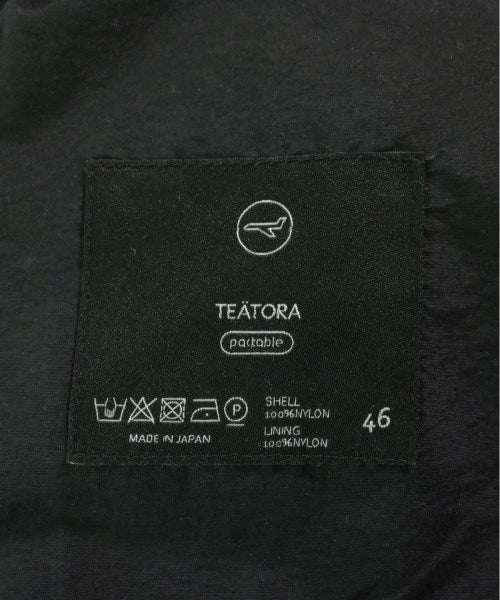 TEÄTORA
packable
P
SHELL
100%NYLON
LINING
100%NYLON
46
MADE IN JAPAN